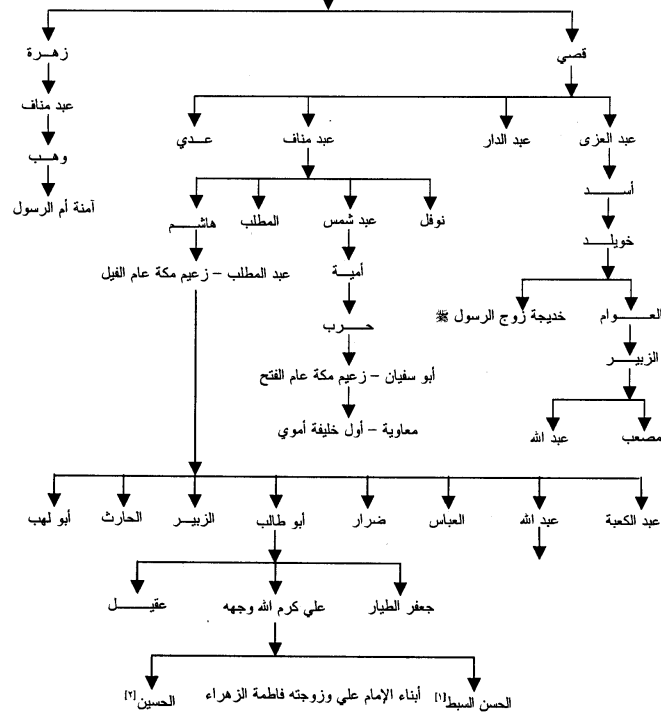 قصي
زهـرة
عبد مناف
وهـب
آمنة أم الرسول
عبد العزى
عبد الدار
عبد مناف
عـدي
أسـد
خويلـد
نوفل
عبد شمس
المطلب
هاشـم
أميـة
عبد المطلب – زعيم مكة عام الفيل
العـوام
خديجة زوج الرسول ﷺ
حـرب
الزبيـر
أبو سفيان – زعيم مكة عام الفتح
مصعب
عبد الله
معاوية – أول خليفة أموي
عبد الكعبة
عبد الله
العباس
ضرار
أبو طالب
الزبيـر
الحارث
أبو لهب
جعفر الطيار
علي كرم الله وجهه
عقيـل
الحسن السبط[١]
أبناء الإمام علي وزوجته فاطمة الزهراء
الحسين[٢]